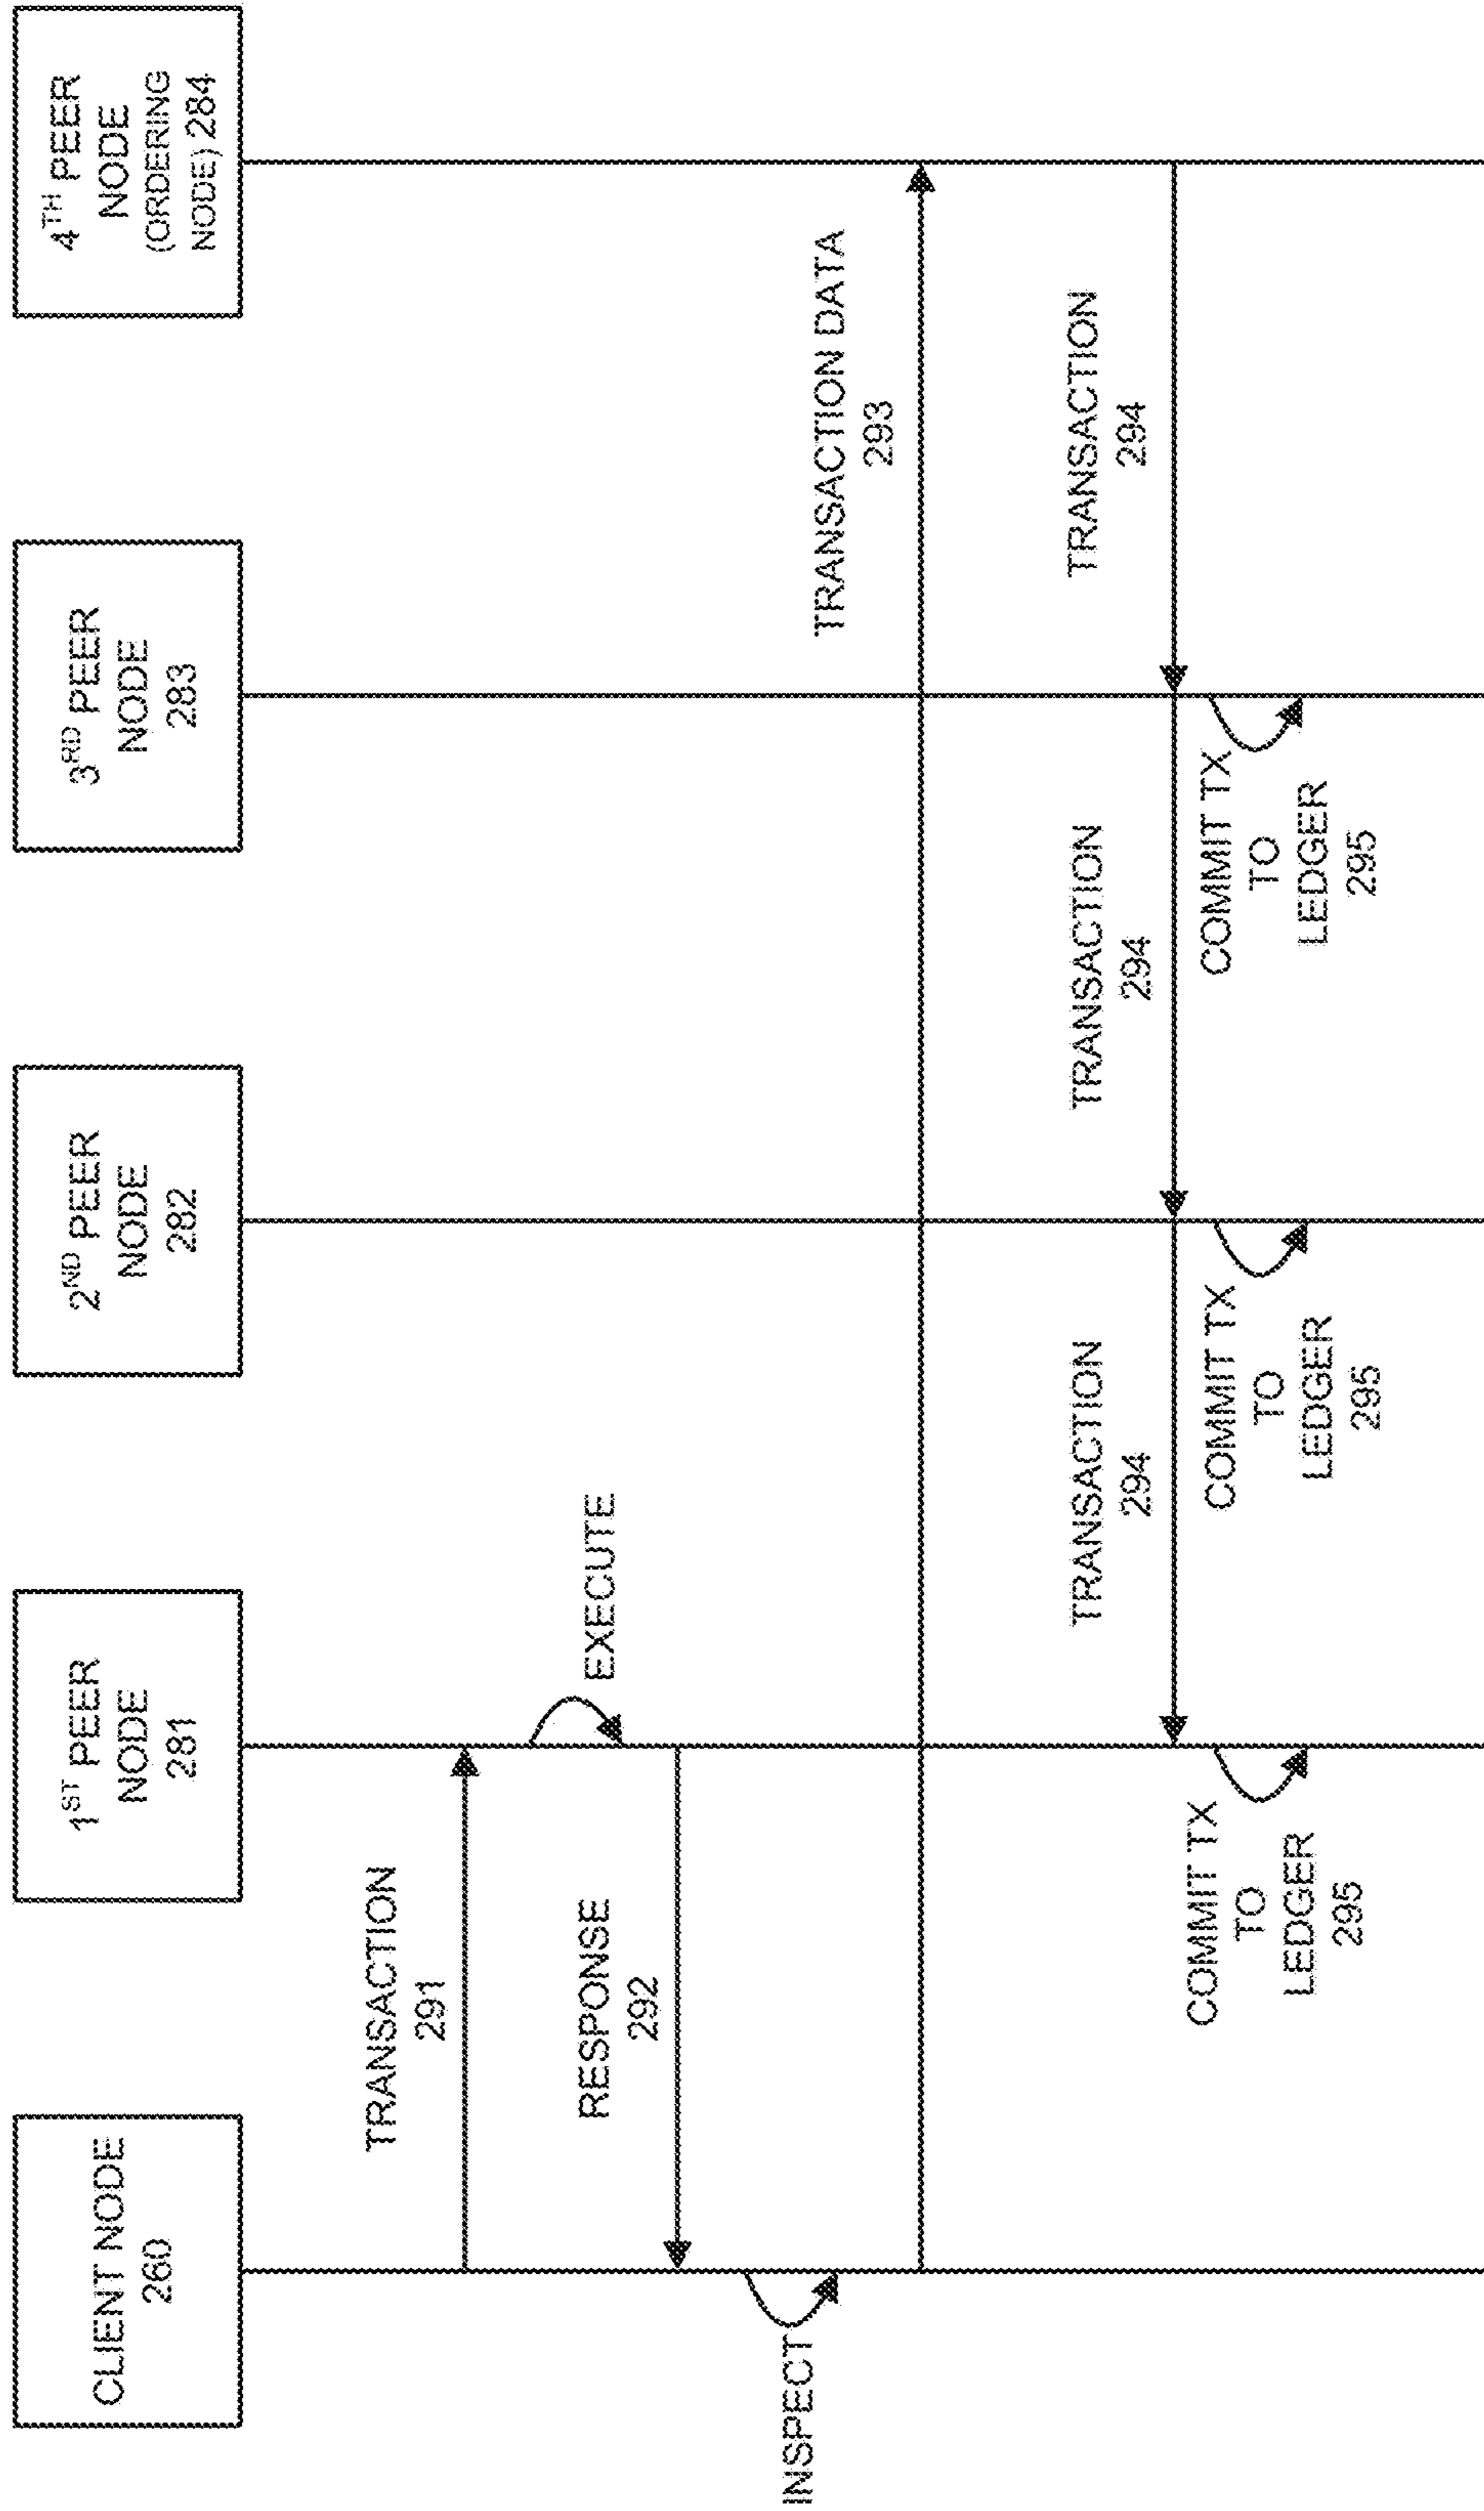 CLIENT NODE
260
1ST PEER
NODE
281
2ND PEER
NODE
282
3RD PEER
NODE
283
4TH PEER
NODE
(ORDERING
NODE) 284
TRANSACTION
291
EXECUTE
RESPONSE
292
INSPECT
TRANSACTION DATA
293
TRANSACTION
294
TRANSACTION
294
TRANSACTION
294
COMMIT TX
TO
LEDGER
295
COMMIT TX
TO
LEDGER
295
COMMIT TX
TO
LEDGER
295